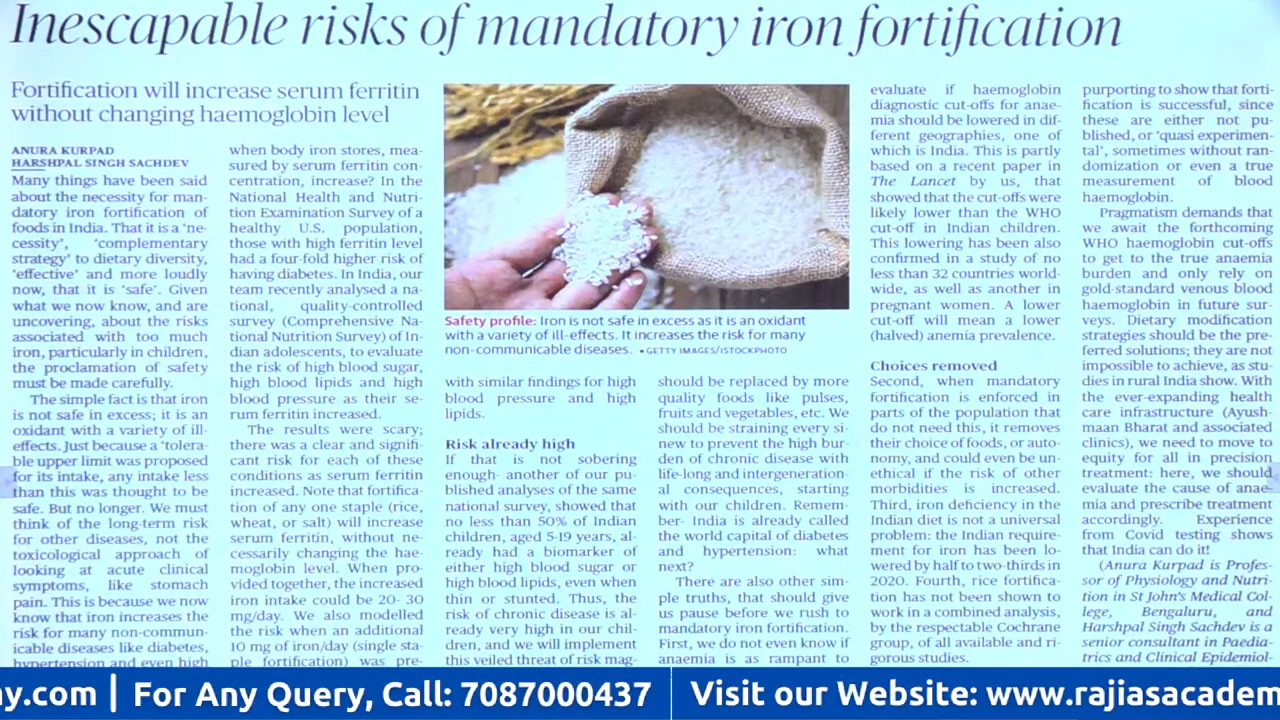 Inescapable risks of mandatory iron fortification
Fortification will increase serum ferritin
without changing haemoglobin level
ANURA KURPAD
HARSHPAL SINGH SACHDEV
Many things have been said
about the necessity for man-
datory iron fortification of
foods in India. That it is a ‘ne-
cessity’, ‘complementary
strategy’ to dietary diversity,
‘effective’ and more loudly
now, that it is ‘safe’. Given
what we now know, and are
uncovering, about the risks
associated with too much
iron, particularly in children,
the proclamation of safety
must be made carefully.
The simple fact is that iron
is not safe in excess; it is an
oxidant with a variety of ill-
effects. Just because a ‘tolera-
ble upper limit was proposed
for its intake, any intake less
than this was thought to be
safe. But no longer. We must
think of the long-term risk
for other diseases, not the
toxicological approach of
looking at acute clinical
symptoms, like stomach
pain. This is because we now
know that iron increases the
risk for many non-commun-
icable diseases like diabetes,
hypertension and even high
when body iron stores, mea-
sured by serum ferritin con-
centration, increase? In the
National Health and Nutri-
tion Examination Survey of a
healthy U.S. population,
those with high ferritin level
had a four-fold higher risk of
having diabetes. In India, our
team recently analysed a na-
tional, quality-controlled
survey (Comprehensive Na-
tional Nutrition Survey) of In-
dian adolescents, to evaluate
the risk of high blood sugar,
high blood lipids and high
blood pressure as their se-
rum ferritin increased.
The results were scary;
there was a clear and signifi-
cant risk for each of these
conditions as serum ferritin
increased. Note that fortifica-
tion of any one staple (rice,
wheat, or salt) will increase
serum ferritin, without ne-
cessarily changing the hae-
moglobin level. When pro-
vided together, the increased
iron intake could be 20- 30
mg/day. We also modelled
the risk when an additional
10 mg of iron/day (single sta-
ple fortification) was pre-
Safety profile: Iron is not safe in excess as it is an oxidant
with a variety of ill-effects. It increases the risk for many
non-communicable diseases. • GETTY IMAGES/ISTOCKPHOTO
with similar findings for high
blood pressure and high
lipids.
Risk already high
If that is not sobering
enough- another of our pu-
blished analyses of the same
national survey, showed that
no less than 50% of Indian
children, aged 5-19 years, al-
ready had a biomarker of
either high blood sugar or
high blood lipids, even when
thin or stunted. Thus, the
risk of chronic disease is al-
ready very high in our chil-
dren, and we will implement
this veiled threat of risk mag-
should be replaced by more
quality foods like pulses,
fruits and vegetables, etc. We
should be straining every si-
new to prevent the high bur-
den of chronic disease with
life-long and intergeneration-
al consequences, starting
with our children. Remem-
ber- India is already called
the world capital of diabetes
and hypertension: what
next?
There are also other sim-
ple truths, that should give
us pause before we rush to
mandatory iron fortification.
First, we do not even know if
anaemia is as rampant to
evaluate if haemoglobin
diagnostic cut-offs for anae-
mia should be lowered in dif-
ferent geographies, one of
which is India. This is partly
based on a recent paper in
The Lancet by us, that
showed that the cut-offs were
likely lower than the WHO
cut-off in Indian children.
This lowering has been also
confirmed in a study of no
less than 32 countries world-
wide, as well as another in
pregnant women. A lower
cut-off will mean a lower
(halved) anemia prevalence.
Choices removed
Second, when mandatory
fortification is enforced in
parts of the population that
do not need this, it removes
their choice of foods, or auto-
nomy, and could even be un-
ethical if the risk of other
morbidities is increased.
Third, iron deficiency in the
Indian diet is not a universal
problem: the Indian require-
ment for iron has been lo-
wered by half to two-thirds in
2020. Fourth, rice fortifica-
tion has not been shown to
work in a combined analysis,
by the respectable Cochrane
group, of all available and ri-
gorous studies.
purporting to show that forti-
fication is successful, since
these are either not pu-
blished, or ‘quasi experimen-
tal’, sometimes without ran-
domization or even a true
measurement of blood
haemoglobin.
Pragmatism demands that
we await the forthcoming
WHO haemoglobin cut-offs
to get to the true anaemia
burden and only rely on
gold-standard venous blood
haemoglobin in future sur-
veys. Dietary modification
strategies should be the pre-
ferred solutions; they are not
impossible to achieve, as stu-
dies in rural India show. With
the ever-expanding health
care infrastructure (Ayush-
maan Bharat and associated
clinics), we need to move to
equity for all in precision
treatment: here, we should
evaluate the cause of anae-
mia and prescribe treatment
accordingly. Experience
from Covid testing shows
that India can do it!
(Anura Kurpad is Profes-
sor of Physiology and Nutri-
tion in St John’s Medical Col-
lege, Bengaluru, and
Harshpal Singh Sachdev is a
senior consultant in Paedia-
trics and Clinical Epidemiol-
ny.com | For Any Query, Call: 7087000437 | Visit our Website: www.rajiasacadem